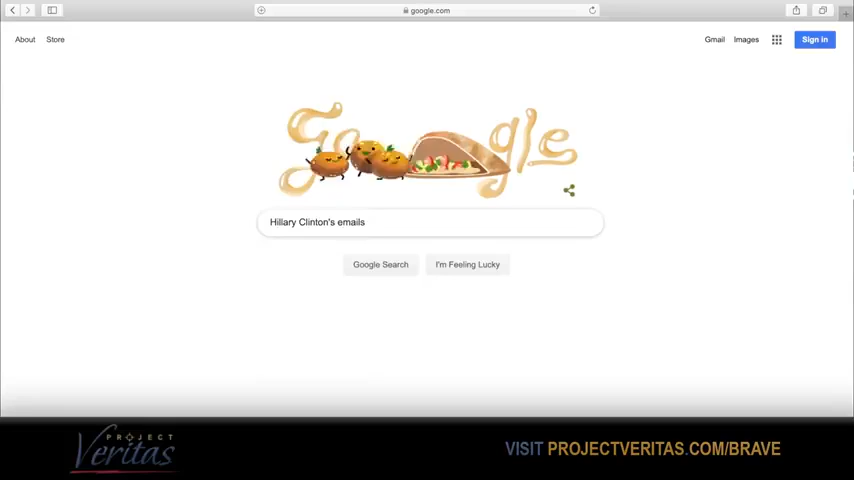 google.com
About Store Gmail Images Sign in
Google
Hillary Clinton's emails
Google Search I'm Feeling Lucky
PROJECT
Veritas
VISIT PROJECTVERITAS.COM/BRAVE